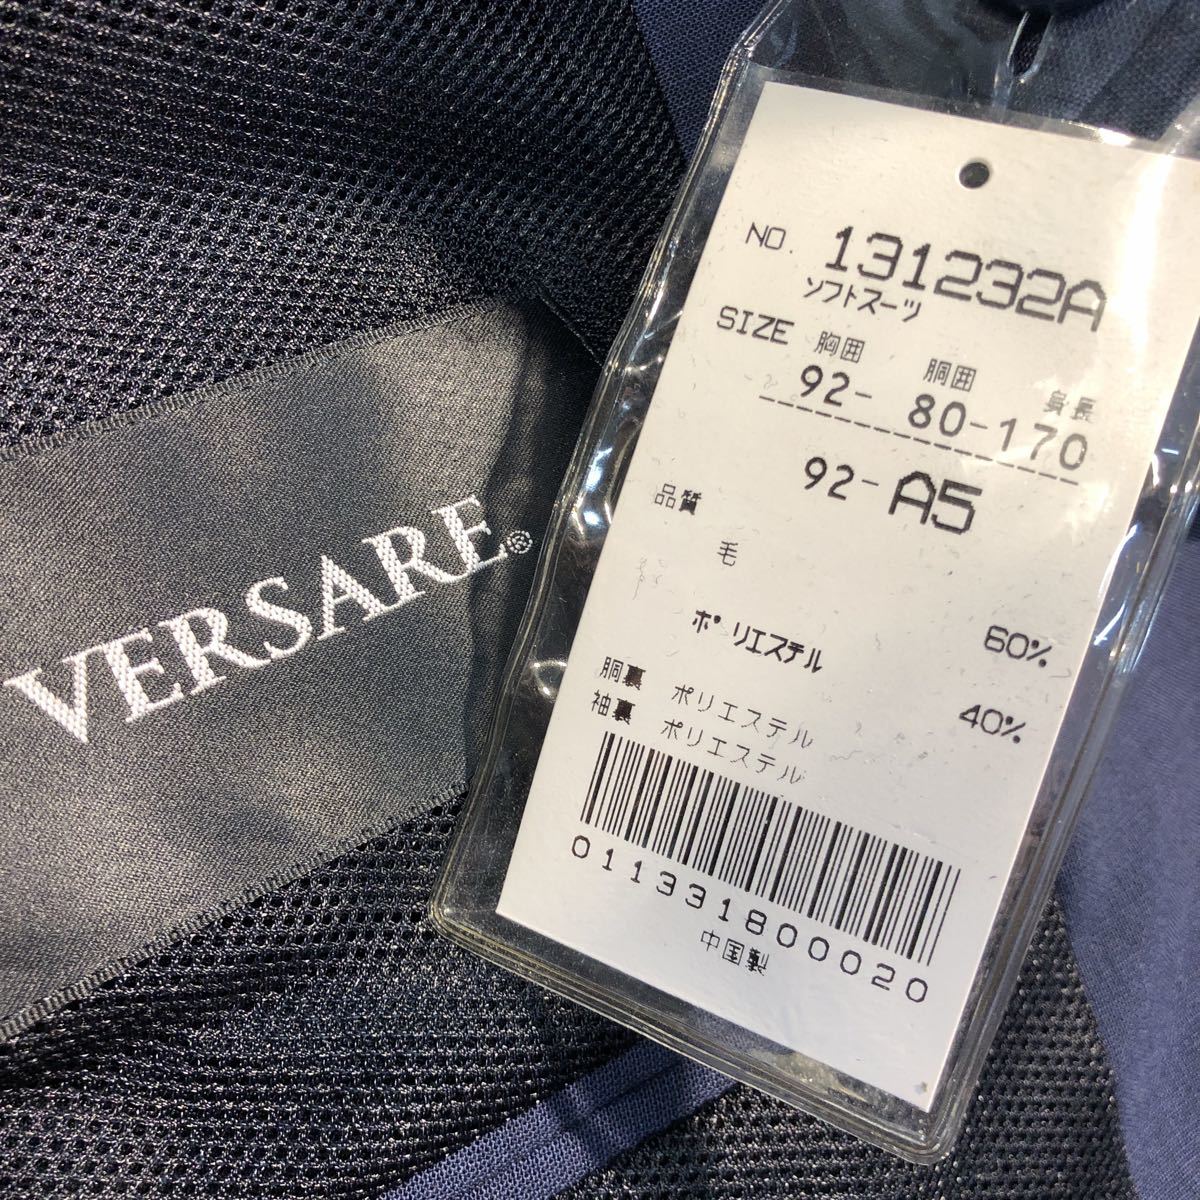 VERSARE®
NO. 131232A
ソフトスーツ
SIZE 胸囲 胴囲 身長
92- 80-170
92-A5
品質
毛 60%
ポリエステル 40%
胴裏 ポリエステル
袖裏 ポリエステル
0113318000020
中国製